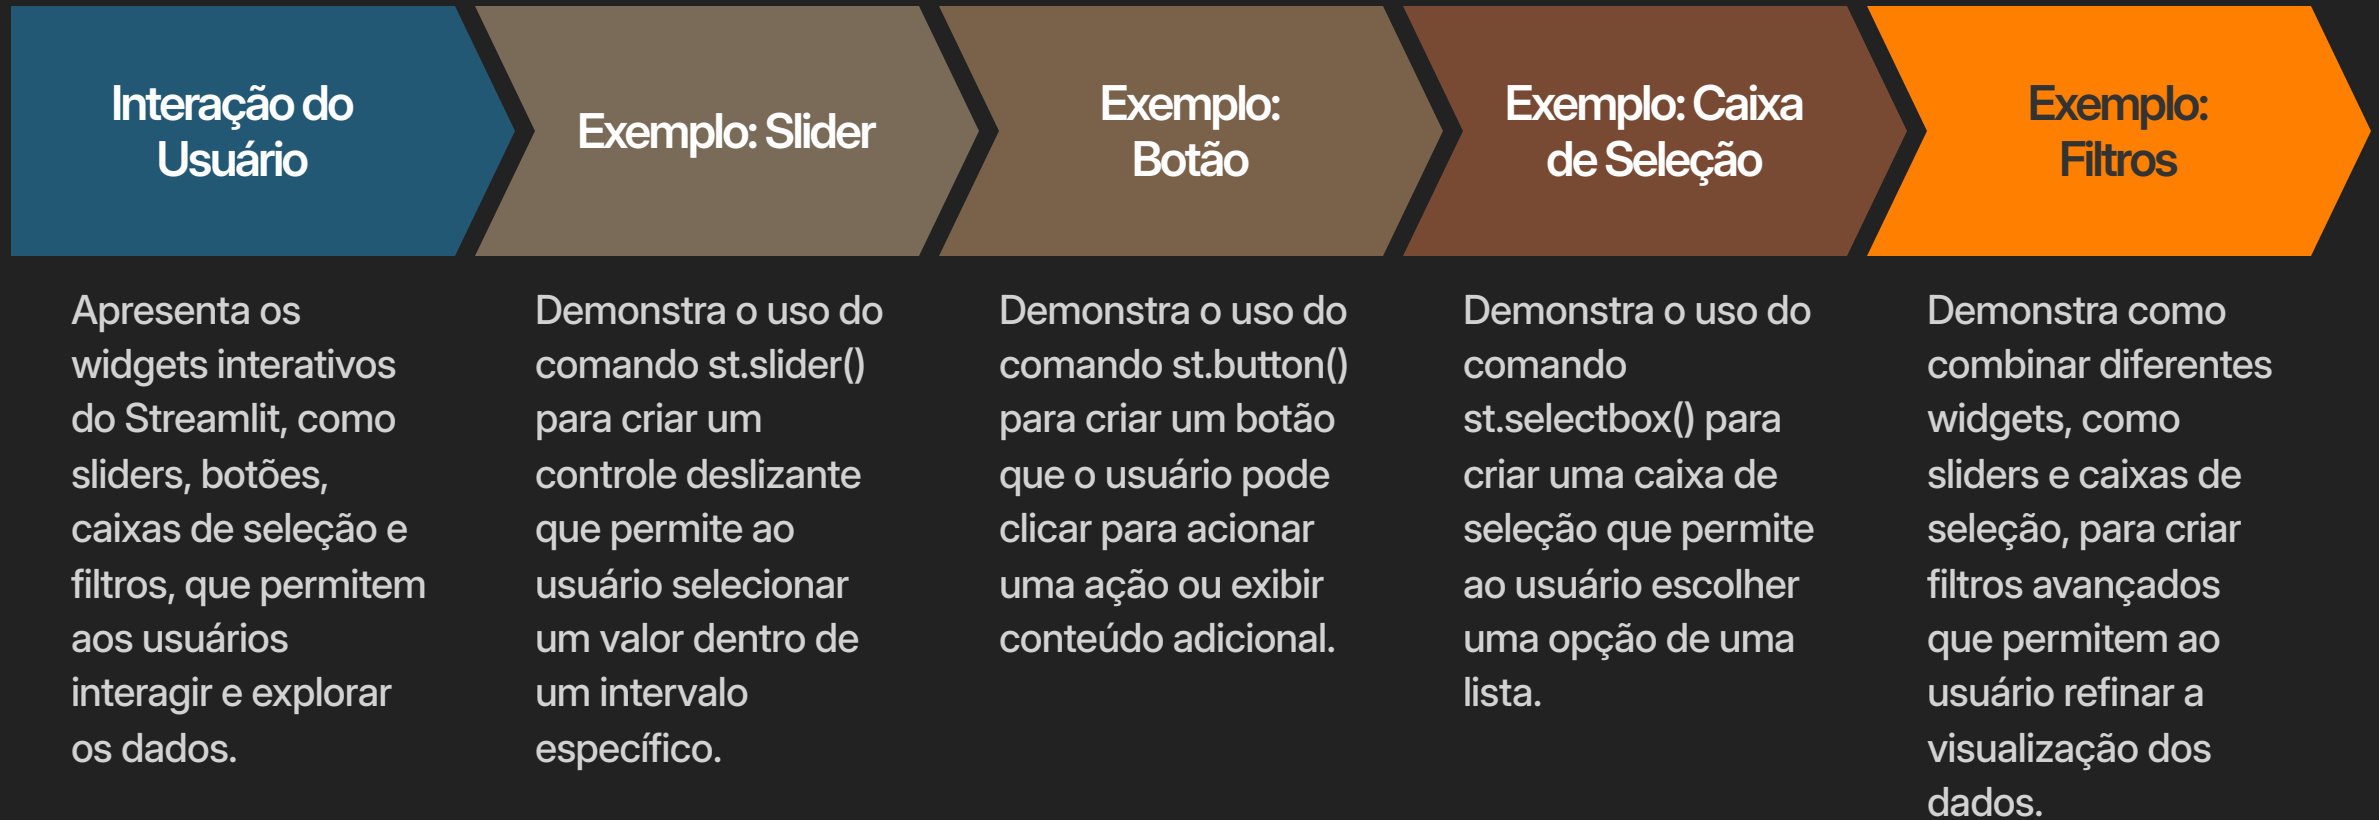 Interação do
Usuário
Apresenta os
widgets interativos
do Streamlit, como
sliders, botões,
caixas de seleção e
filtros, que permitem
aos usuários
interagir e explorar
os dados.
Exemplo: Slider
Demonstra o uso do
comando st.slider()
para criar um
controle deslizante
que permite ao
usuário selecionar
um valor dentro de
um intervalo
específico.
Exemplo:
Botão
Demonstra o uso do
comando st.button()
para criar um botão
que o usuário pode
clicar para acionar
uma ação ou exibir
conteúdo adicional.
Exemplo: Caixa
de Seleção
Demonstra o uso do
comando
st.selectbox() para
criar uma caixa de
seleção que permite
ao usuário escolher
uma opção de uma
lista.
Exemplo:
Filtros
Demonstra como
combinar diferentes
widgets, como
sliders e caixas de
seleção, para criar
filtros avançados
que permitem ao
usuário refinar a
visualização dos
dados.